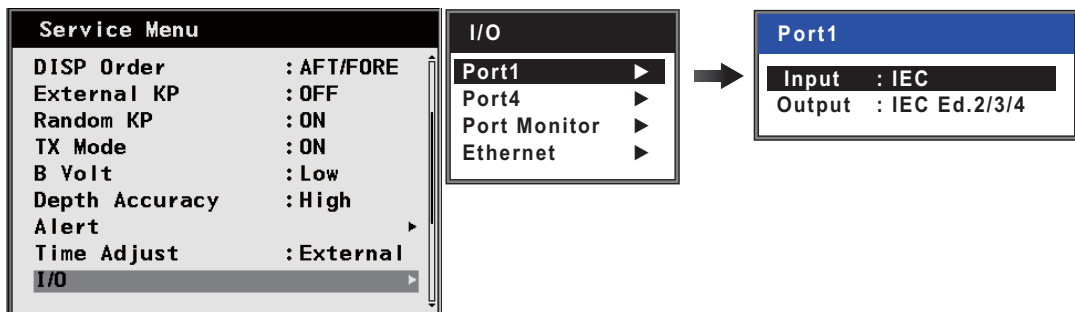 Service Menu
DISP Order : AFT/FORE
External KP : OFF
Random KP : ON
TX Mode : ON
B Volt : Low
Depth Accuracy : High
Alert ▸
Time Adjust : External
I/O ▸
I/O
Port1 ▶
Port4 ▶
Port Monitor ▶
Ethernet ▶
Port1
Input : IEC
Output : IEC Ed.2/3/4